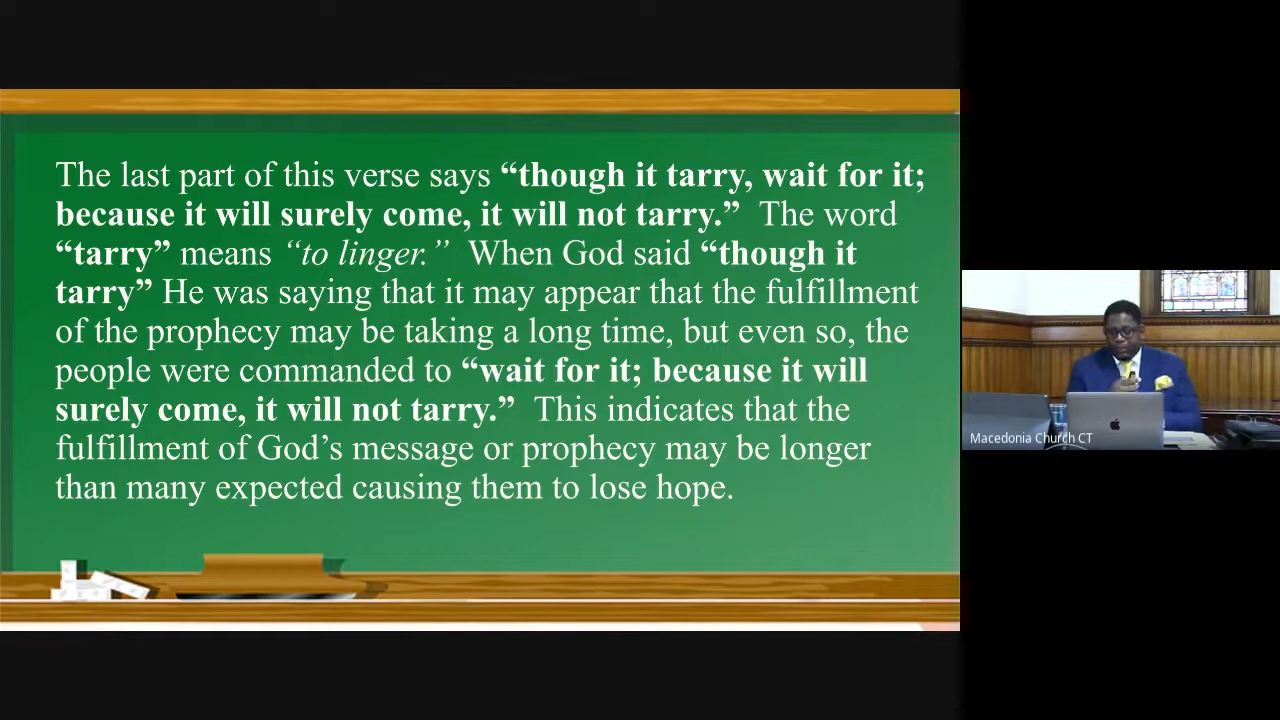 The last part of this verse says “though it tarry, wait for it;
because it will surely come, it will not tarry.” The word
“tarry” means “to linger.” When God said “though it
tarry” He was saying that it may appear that the fulfillment
of the prophecy may be taking a long time, but even so, the
people were commanded to “wait for it; because it will
surely come, it will not tarry.” This indicates that the
fulfillment of God’s message or prophecy may be longer
than many expected causing them to lose hope.
Macedonia Church CT